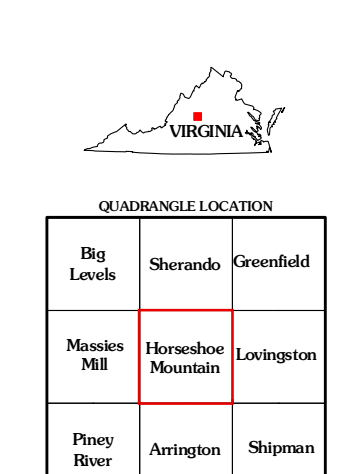 VIRGINIA
QUADRANGLE LOCATION
Big
Levels
Sherando
Greenfield
Massies
Mill
Horseshoe
Mountain
Lovingston
Piney
River
Arrington
Shipman